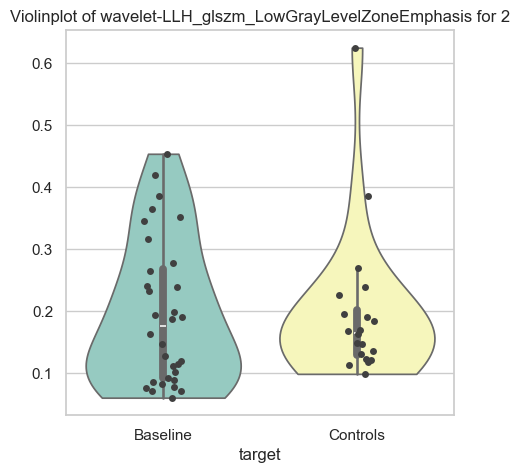 Violinplot of wavelet-LLH_glszm_LowGrayLevelZoneEmphasis for 2
0.6
0.5
0.4
0.3
0.2
0.1
Baseline
Controls
target